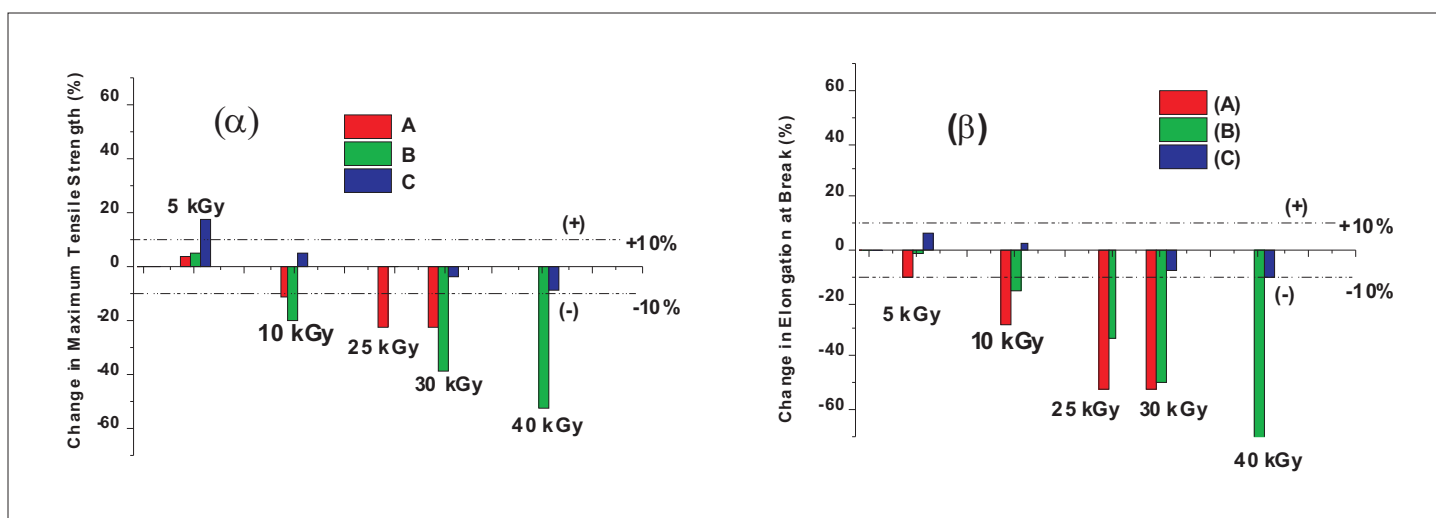 Change in Maximum Tensile Strength (%)
60
40
20
0
-20
-40
-60
(α)
A
B
C
5 kGy
(+)
+10%
-10%
(-)
10 kGy
25 kGy
30 kGy
40 kGy
Change in Elongation at Break (%)
60
40
20
0
-20
-40
-60
(β)
(A)
(B)
(C)
(+)
+10%
-10%
(-)
5 kGy
10 kGy
25 kGy
30 kGy
40 kGy